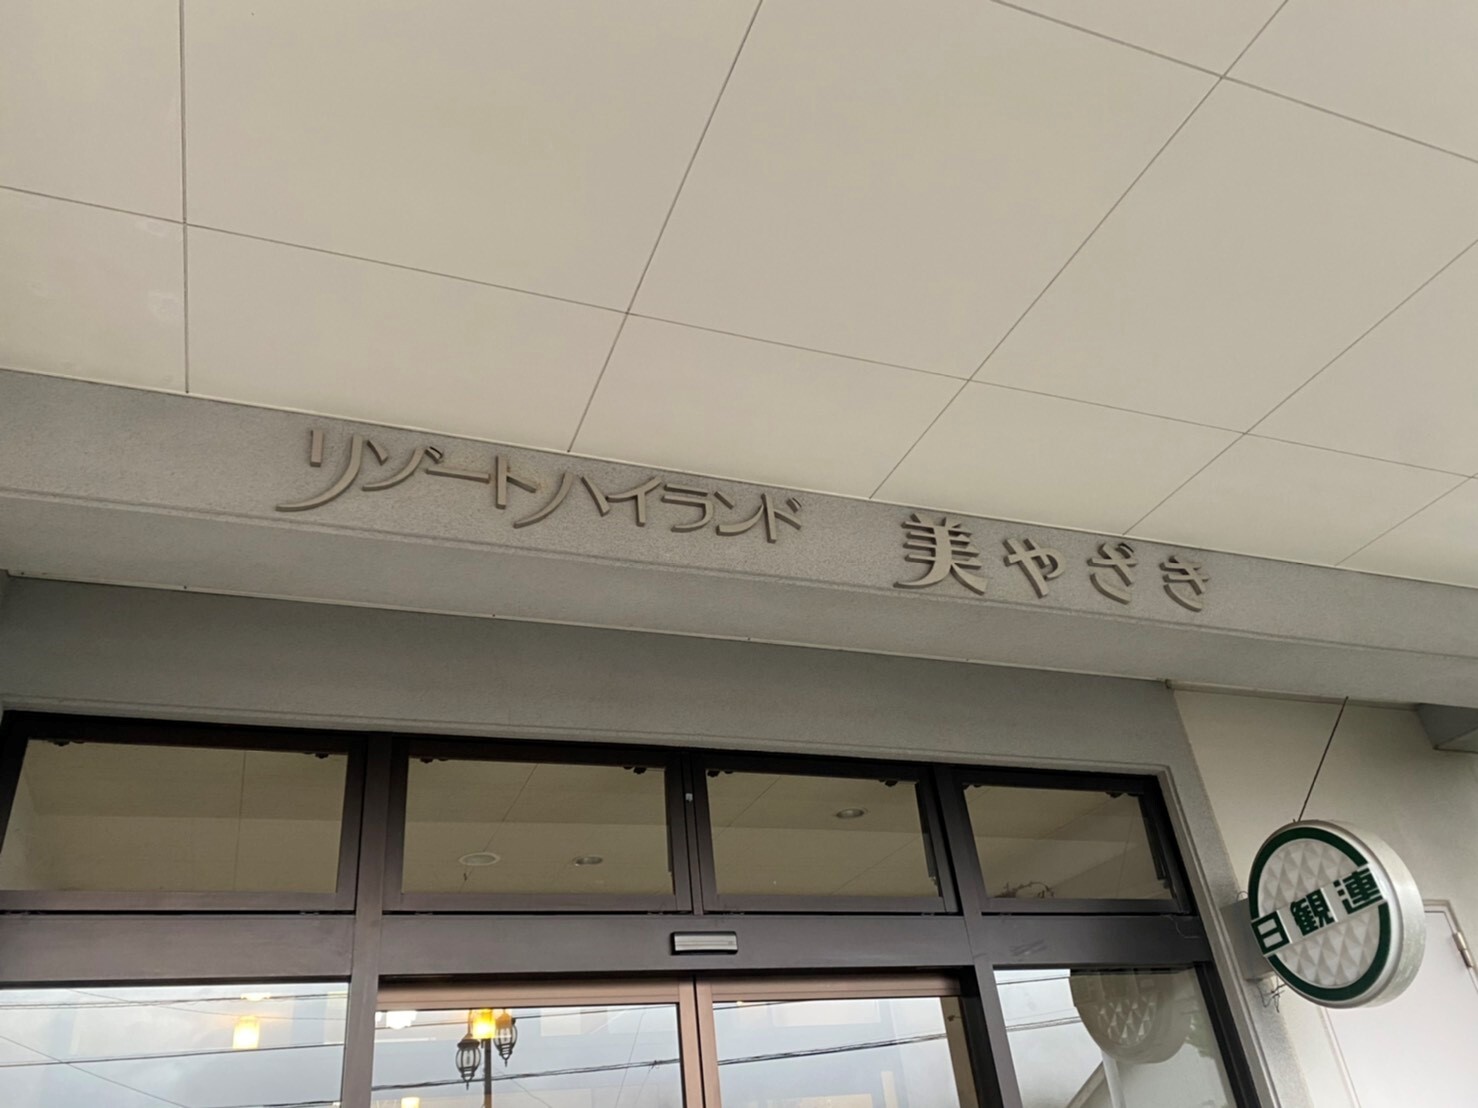 リゾートハイランド 美やざき
日観連